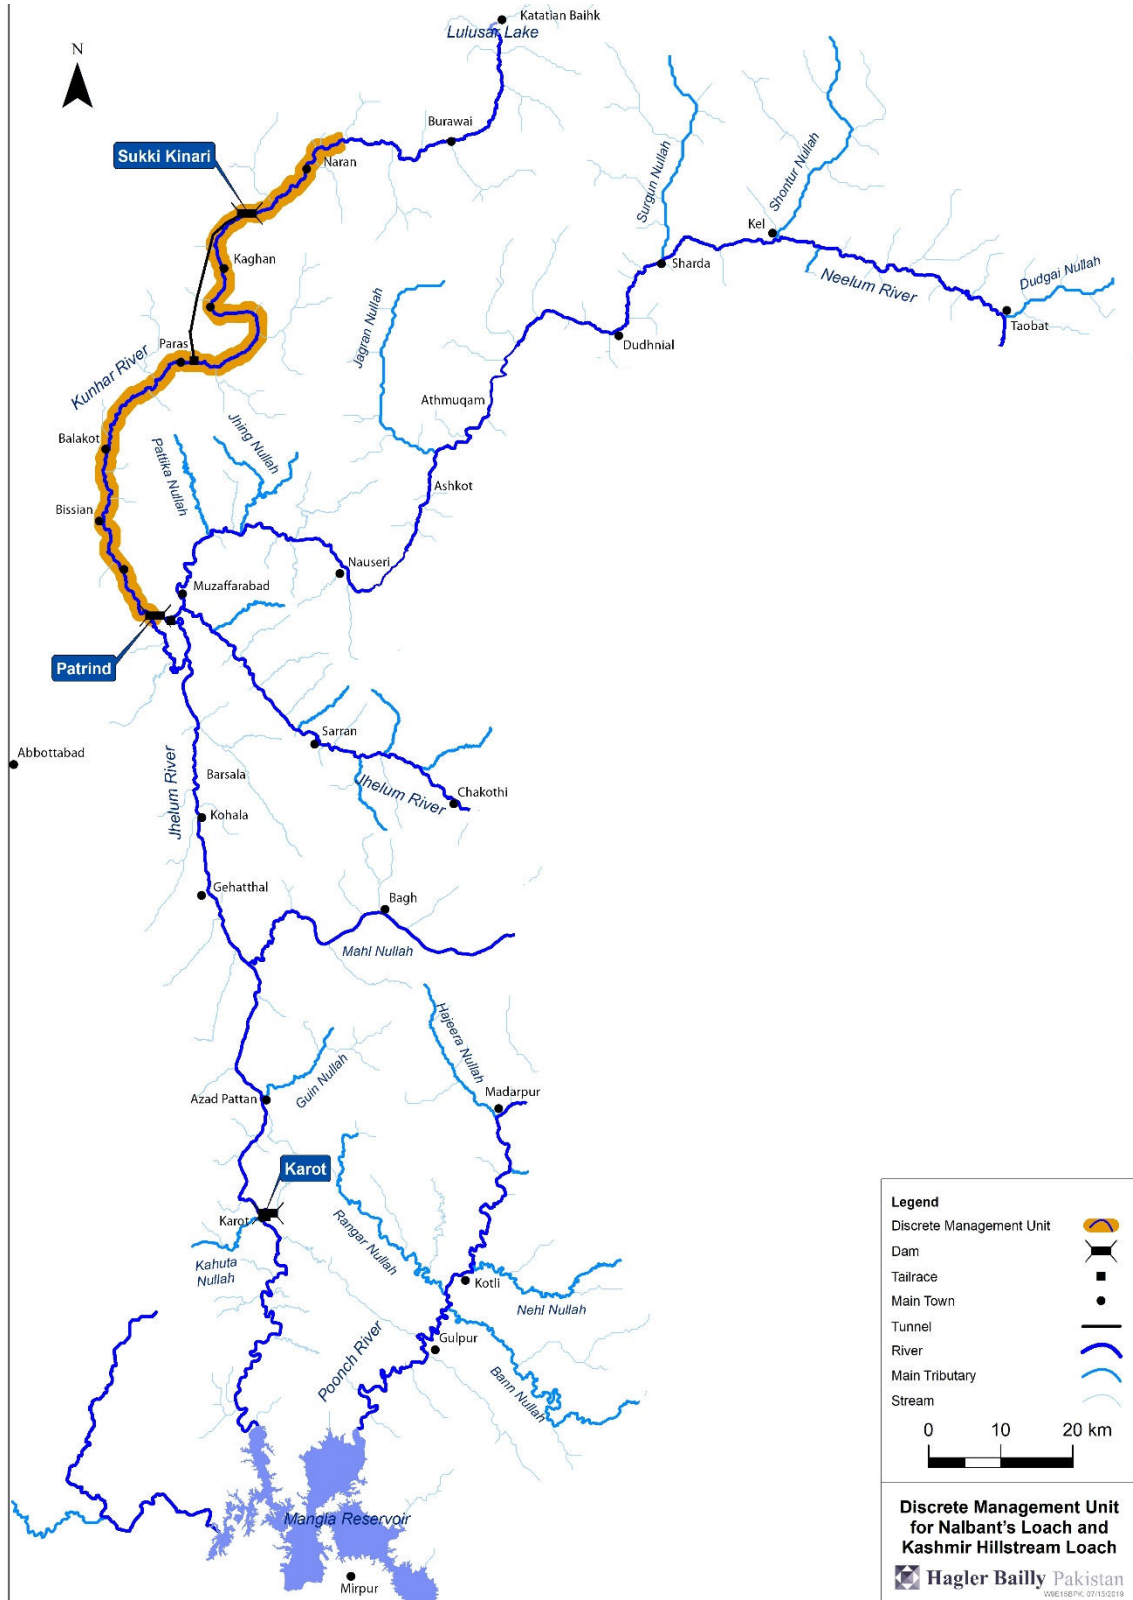 Katatian Baihk
Lulusar Lake
N
Burawai
Sukki Kinari
Naran
Surgun Nullah
Shontur Nullah
Kel
Kaghan
Sharda
Neelum River
Dudgai Nullah
Taobat
Jagran Nullah
Dudhnial
Paras
Kunhar River
Athmuqam
Balakot
Pattika Nullah
Jhing Nullah
Ashkot
Bissian
Nauseri
Muzaffarabad
Patrind
Sarran
Abbottabad
Jhelum River
Barsala
Jhelum River
Chakothi
Kohala
Gehatthal
Bagh
Mahl Nullah
Hajeera Nullah
Guin Nullah
Azad Pattan
Madarpur
Karot
Karot
Rangar Nullah
Kahuta
Nullah
Kotli
Nehl Nullah
Gulpur
Poonch River
Bann Nullah
Mangla Reservoir
Mirpur
Legend
Discrete Management Unit
Dam
Tailrace
Main Town
Tunnel
River
Main Tributary
Stream
0 10 20 km
Discrete Management Unit
for Nalbant's Loach and
Kashmir Hillstream Loach
Hagler Bailly Pakistan